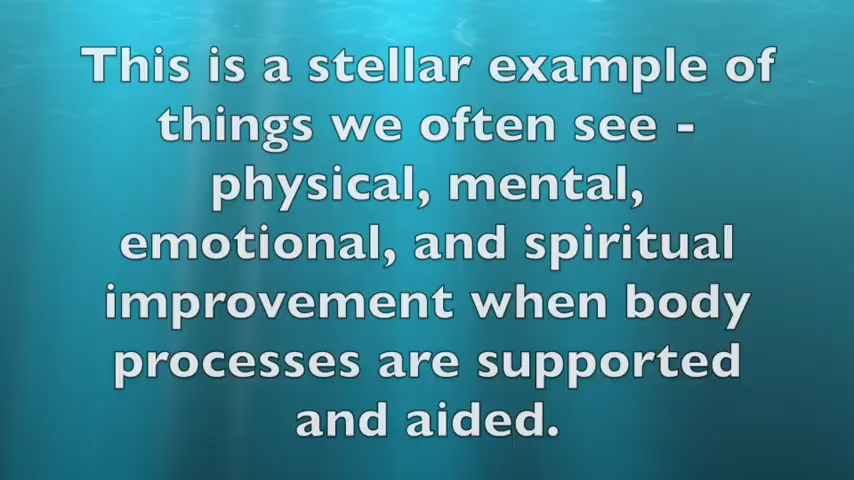 This is a stellar example of
things we often see -
physical, mental,
emotional, and spiritual
improvement when body
processes are supported
and aided.